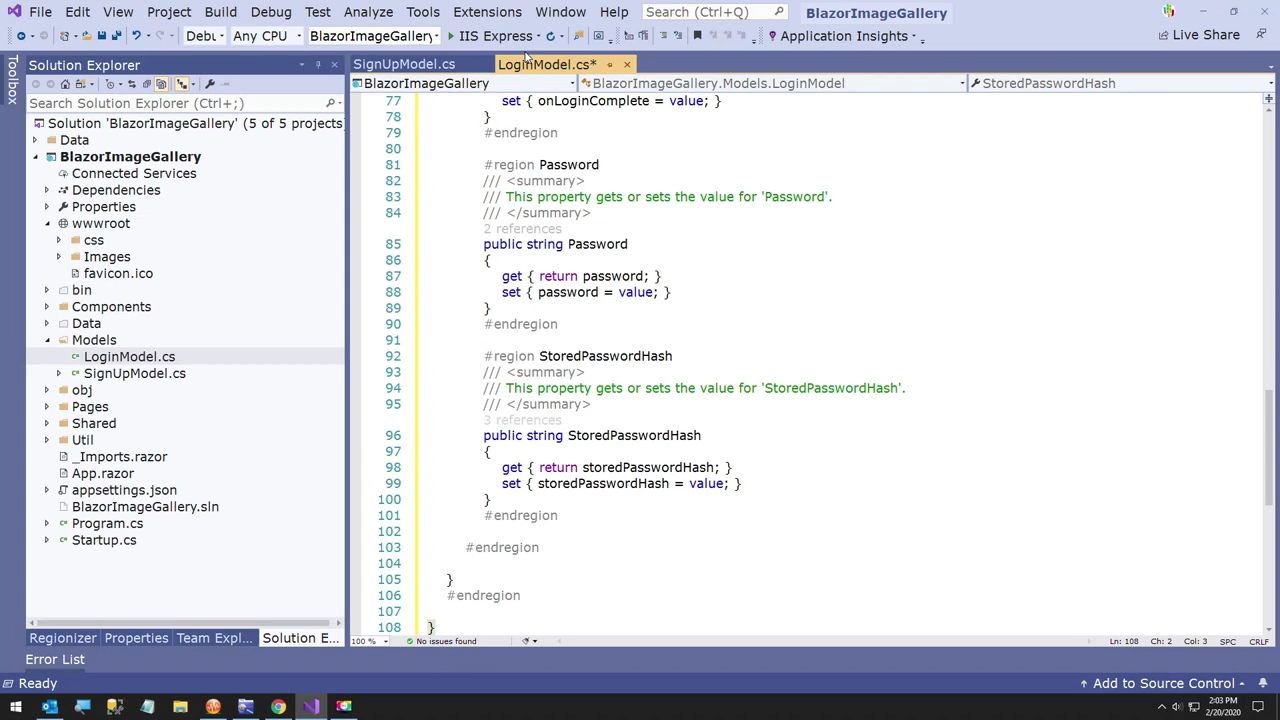 File Edit View Project Build Debug Test Analyze Tools Extensions Window Help Search (Ctrl+Q) BlazorImageGallery
Debu Any CPU BlazorImageGallery IIS Express Application Insights Live Share
Toolbox
Solution Explorer
SignUpModel.cs LoginModel.cs*
BlazorImageGallery BlazorImageGallery.Models.LoginModel StoredPasswordHash
Search Solution Explorer (Ctrl+;)
Solution 'BlazorImageGallery' (5 of 5 projects)
Data
BlazorImageGallery
Connected Services
Dependencies
Properties
wwwroot
css
Images
favicon.ico
bin
Components
Data
Models
LoginModel.cs
SignUpModel.cs
obj
Pages
Shared
Util
_Imports.razor
App.razor
appsettings.json
BlazorImageGallery.sln
Program.cs
Startup.cs
Regionizer Properties Team Expl... Solution E...
77 set { onLoginComplete = value; }
78 }
79 #endregion
80
81 #region Password
82 /// <summary>
83 /// This property gets or sets the value for 'Password'.
84 /// </summary>
2 references
85 public string Password
86 {
87 get { return password; }
88 set { password = value; }
89 }
90 #endregion
91
92 #region StoredPasswordHash
93 /// <summary>
94 /// This property gets or sets the value for 'StoredPasswordHash'.
95 /// </summary>
3 references
96 public string StoredPasswordHash
97 {
98 get { return storedPasswordHash; }
99 set { storedPasswordHash = value; }
100 }
101 #endregion
102
103 #endregion
104
105 }
106 #endregion
107
108 }
100 % No issues found Ln: 108 Ch: 2 Col: 3 SPC CRLF
Error List
Ready Add to Source Control
2:03 PM
2/20/2020